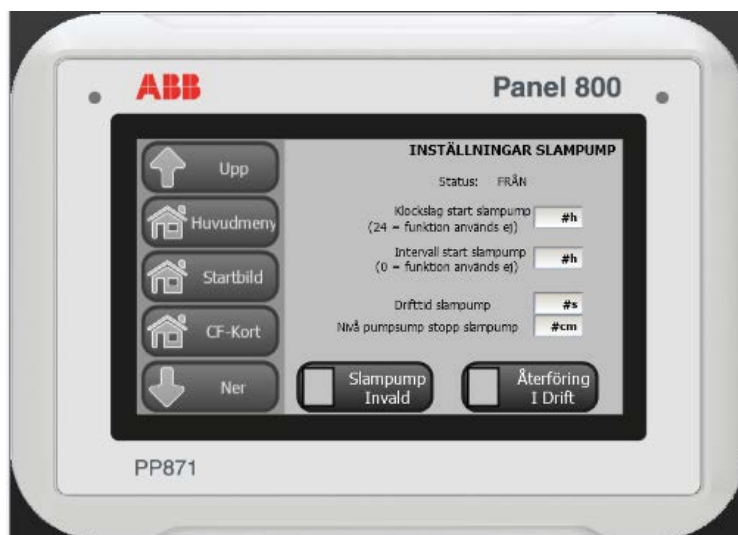 ABB
Panel 800
INSTÄLLNINGAR SLAMPUMP
Status: FRÅN
Klockslag start slampump
(24 = funktion används ej)
#h
Intervall start slampump
(0 = funktion används ej)
#h
Drifttid slampump
#s
Nivå pumpsump stopp slampump
#cm
Upp
Huvudmeny
Startbild
CF-Kort
Ner
Slampump
Invald
Återföring
I Drift
PP871